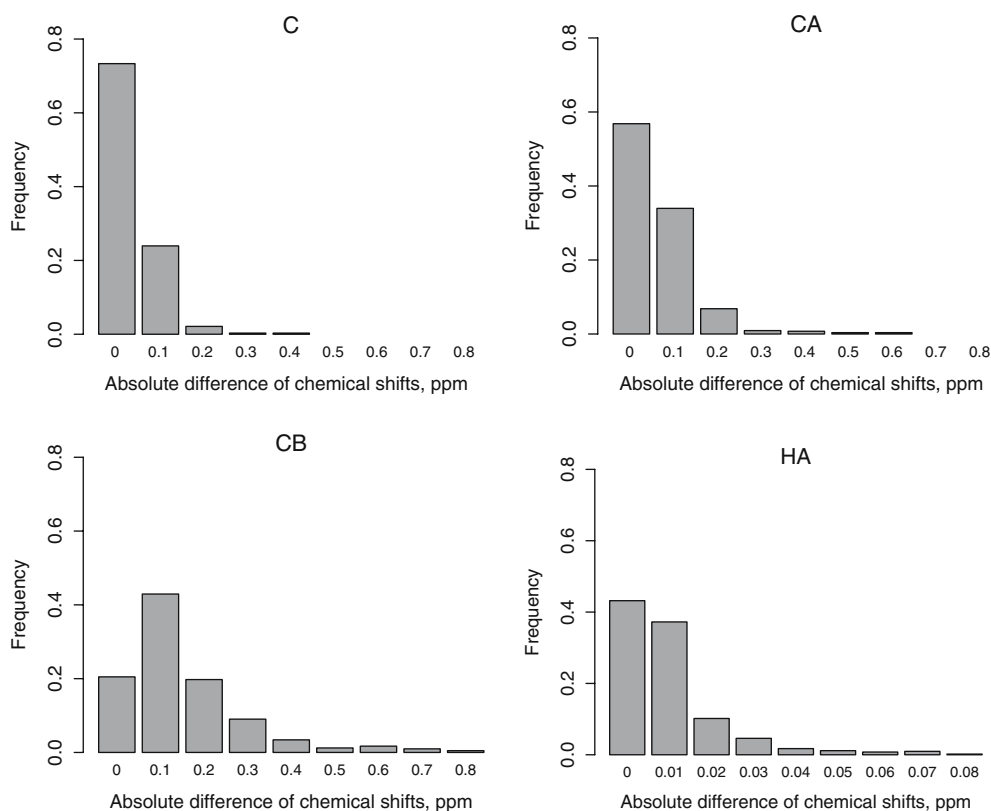 C
0.8
0.6
0.4
0.2
0.0
Frequency
0 0.1 0.2 0.3 0.4 0.5 0.6 0.7 0.8
Absolute difference of chemical shifts, ppm
CA
0.8
0.6
0.4
0.2
0.0
Frequency
0 0.1 0.2 0.3 0.4 0.5 0.6 0.7 0.8
Absolute difference of chemical shifts, ppm
CB
0.8
0.6
0.4
0.2
0.0
Frequency
0 0.1 0.2 0.3 0.4 0.5 0.6 0.7 0.8
Absolute difference of chemical shifts, ppm
HA
0.8
0.6
0.4
0.2
0.0
Frequency
0 0.01 0.02 0.03 0.04 0.05 0.06 0.07 0.08
Absolute difference of chemical shifts, ppm